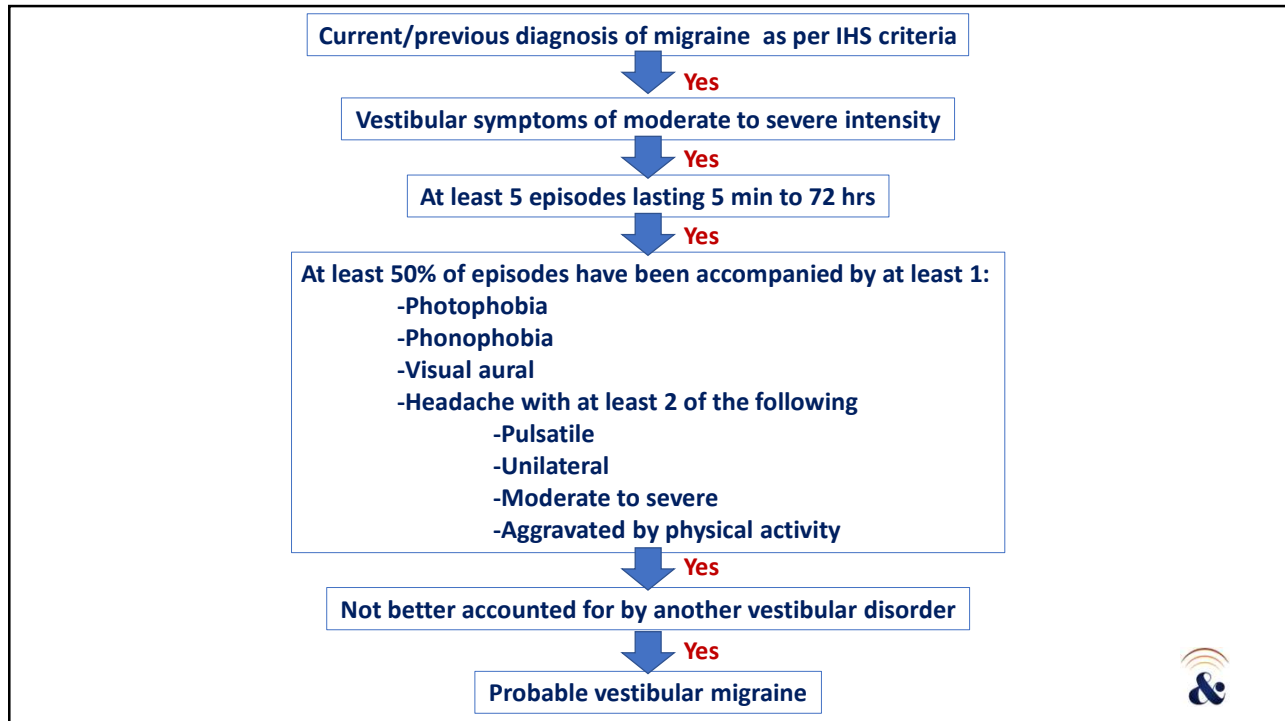 Current/previous diagnosis of migraine as per IHS criteria
Yes
Vestibular symptoms of moderate to severe intensity
Yes
At least 5 episodes lasting 5 min to 72 hrs
Yes
At least 50% of episodes have been accompanied by at least 1:
-Photophobia
-Phonophobia
-Visual aural
-Headache with at least 2 of the following
-Pulsatile
-Unilateral
-Moderate to severe
-Aggravated by physical activity
Yes
Not better accounted for by another vestibular disorder
Yes
Probable vestibular migraine
&